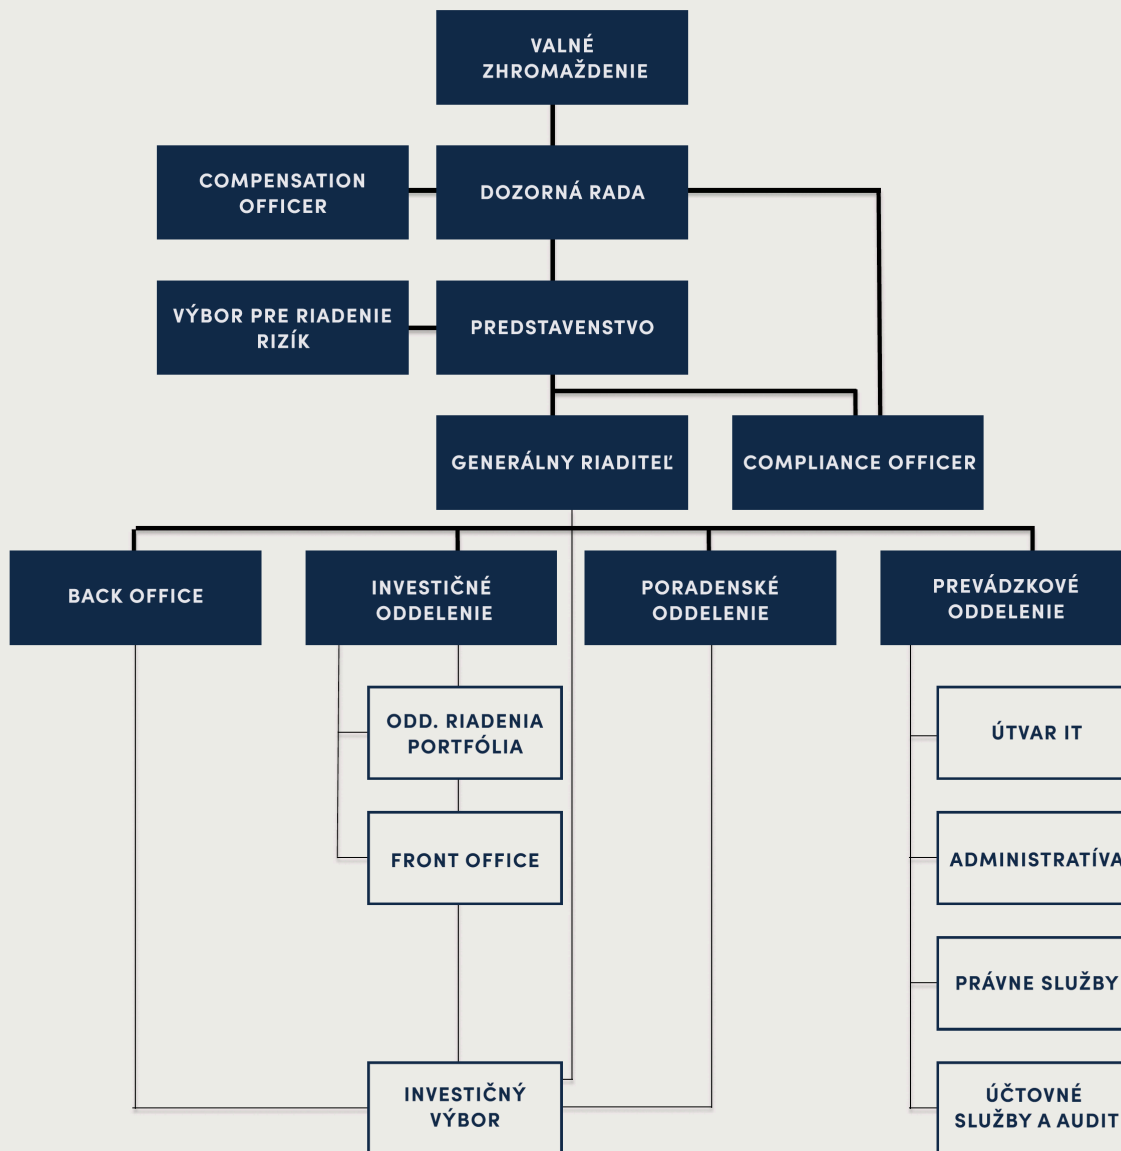 VALNÉ
ZHROMAŽDENIE
COMPENSATION
OFFICER
DOZORNÁ RADA
VÝBOR PRE RIADENIE
RIZÍK
PREDSTAVENSTVO
GENERÁLNY RIADITEĽ
COMPLIANCE OFFICER
BACK OFFICE
INVESTIČNÉ
ODDELENIE
PORADENSKÉ
ODDELENIE
PREVÁDZKOVÉ
ODDELENIE
ODD. RIADENIA
PORTFÓLIA
ÚTVAR IT
FRONT OFFICE
ADMINISTRATÍVA
PRÁVNE SLUŽBY
INVESTIČNÝ
VÝBOR
ÚČTOVNÉ
SLUŽBY A AUDIT